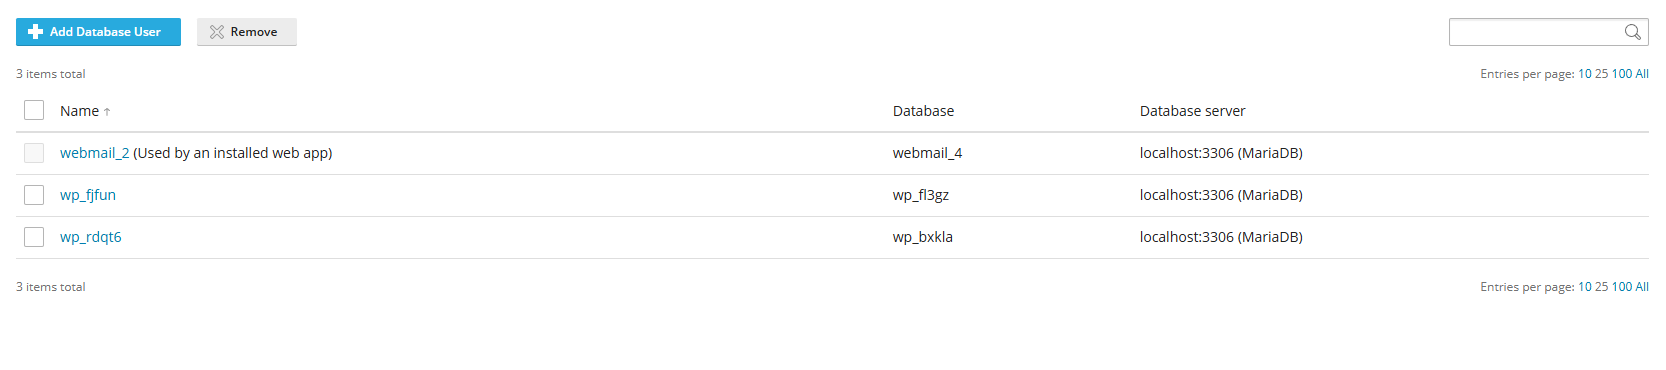 Add Database User Remove
3 items total Entries per page: 10 25 100 All
Name ↑ Database Database server
webmail_2 (Used by an installed web app) webmail_4 localhost:3306 (MariaDB)
wp_fjfun wp_fl3gz localhost:3306 (MariaDB)
wp_rdqt6 wp_bxkla localhost:3306 (MariaDB)
3 items total Entries per page: 10 25 100 All